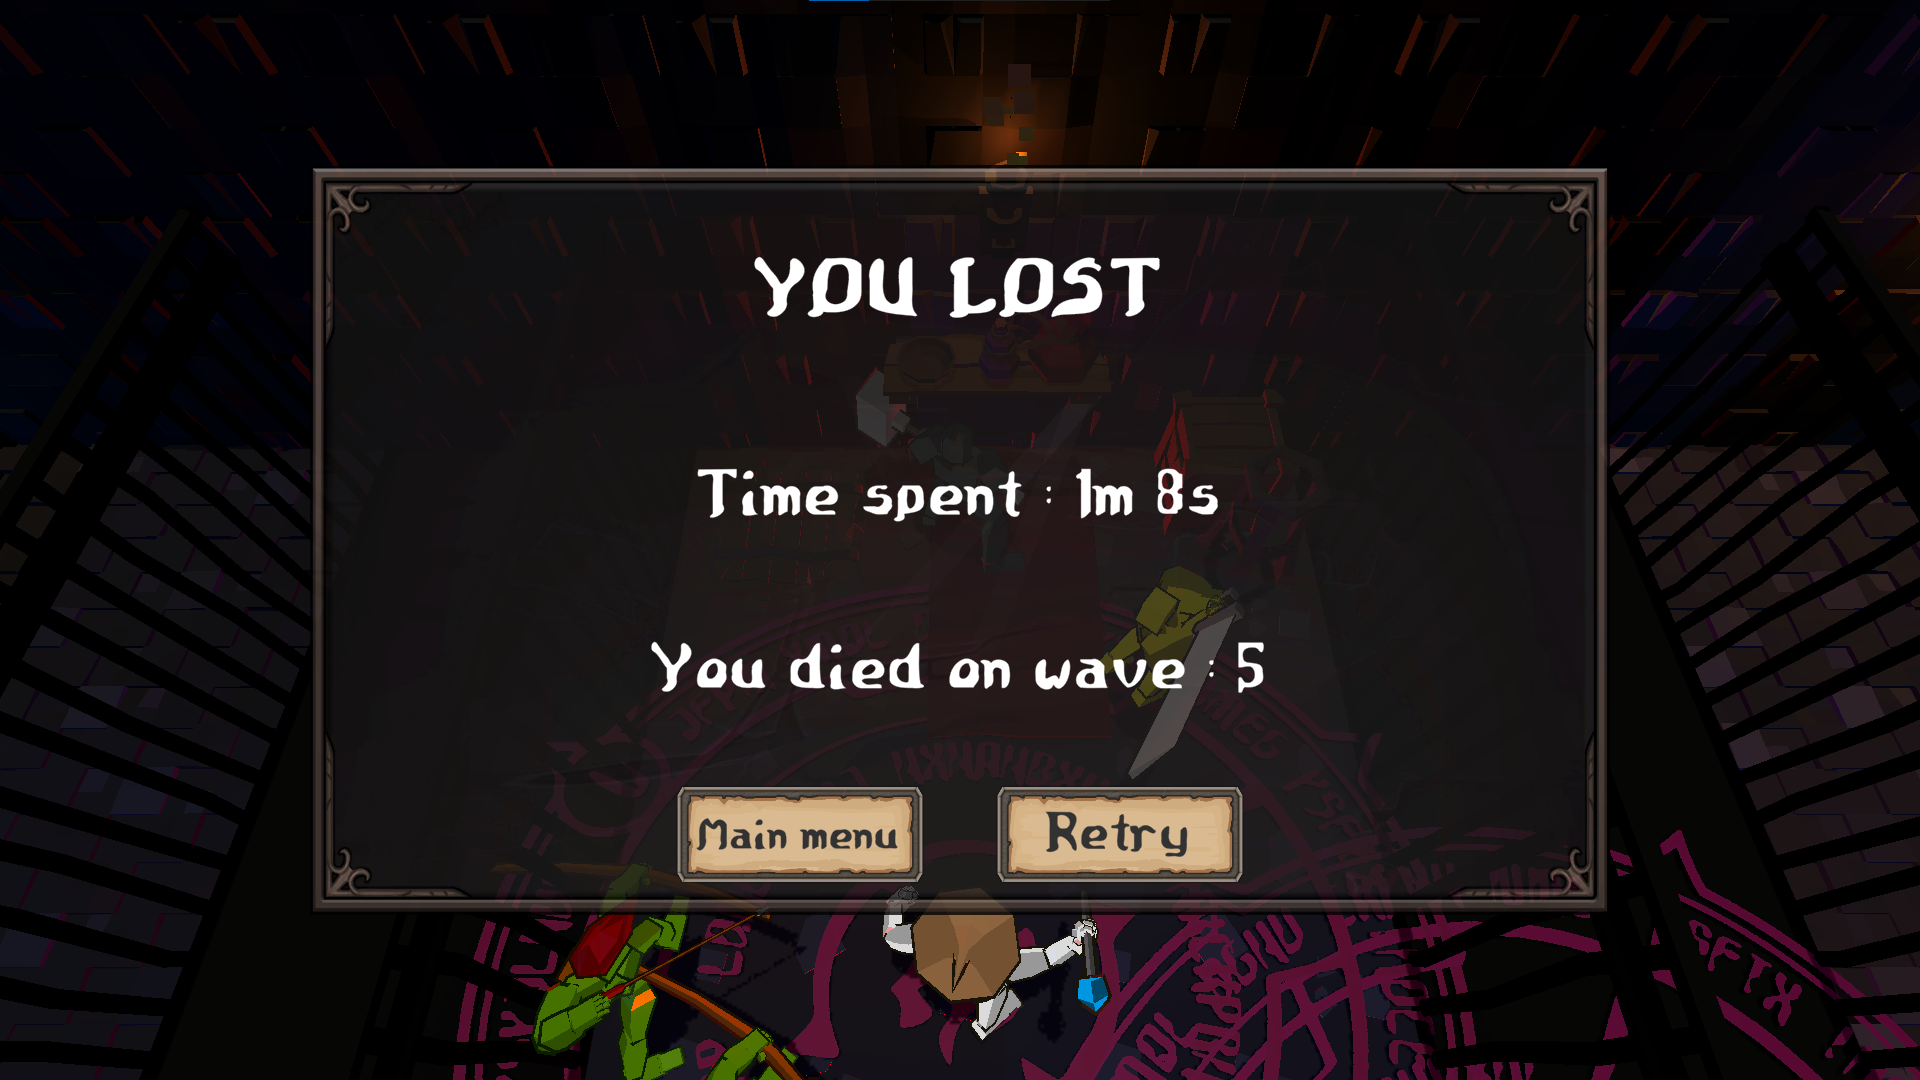 YOU LOST
Time spent : 1m 8s
You died on wave : 5
Main menu
Retry